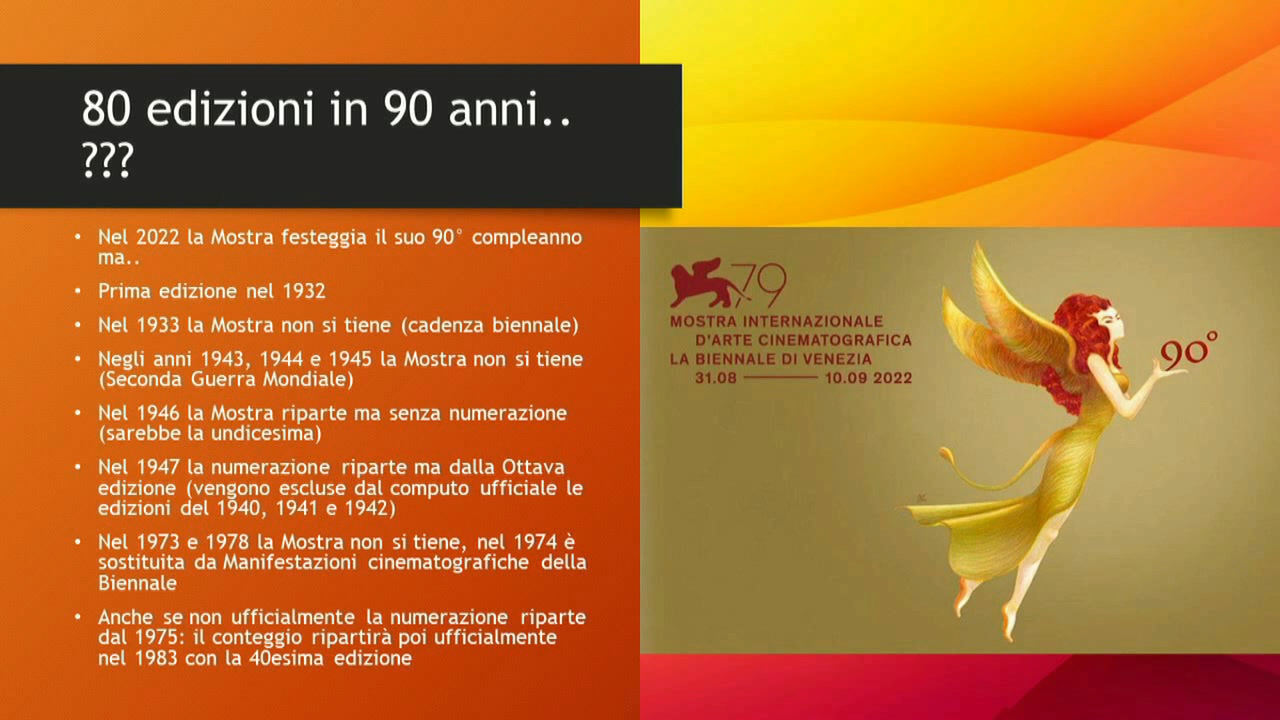 80 edizioni in 90 anni..
???
• Nel 2022 la Mostra festeggia il suo 90° compleanno
ma..
• Prima edizione nel 1932
• Nel 1933 la Mostra non si tiene (cadenza biennale)
• Negli anni 1943, 1944 e 1945 la Mostra non si tiene
(Seconda Guerra Mondiale)
• Nel 1946 la Mostra riparte ma senza numerazione
(sarebbe la undicesima)
• Nel 1947 la numerazione riparte ma dalla Ottava
edizione (vengono escluse dal computo ufficiale le
edizioni del 1940, 1941 e 1942)
• Nel 1973 e 1978 la Mostra non si tiene, nel 1974 è
sostituita da Manifestazioni cinematografiche della
Biennale
• Anche se non ufficialmente la numerazione riparte
dal 1975: il conteggio ripartirà poi ufficialmente
nel 1983 con la 40esima edizione
79
MOSTRA INTERNAZIONALE
D'ARTE CINEMATOGRAFICA
LA BIENNALE DI VENEZIA
31.08 — 10.09 2022
90°